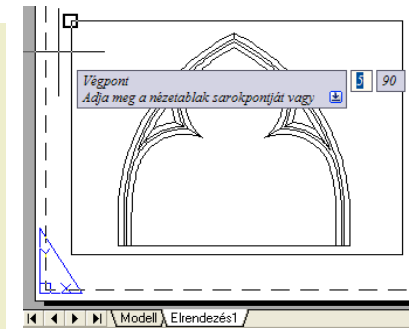 Végpont
Adja meg a nézetablak sarokpontját vagy
5 90
Modell Elrendezés1